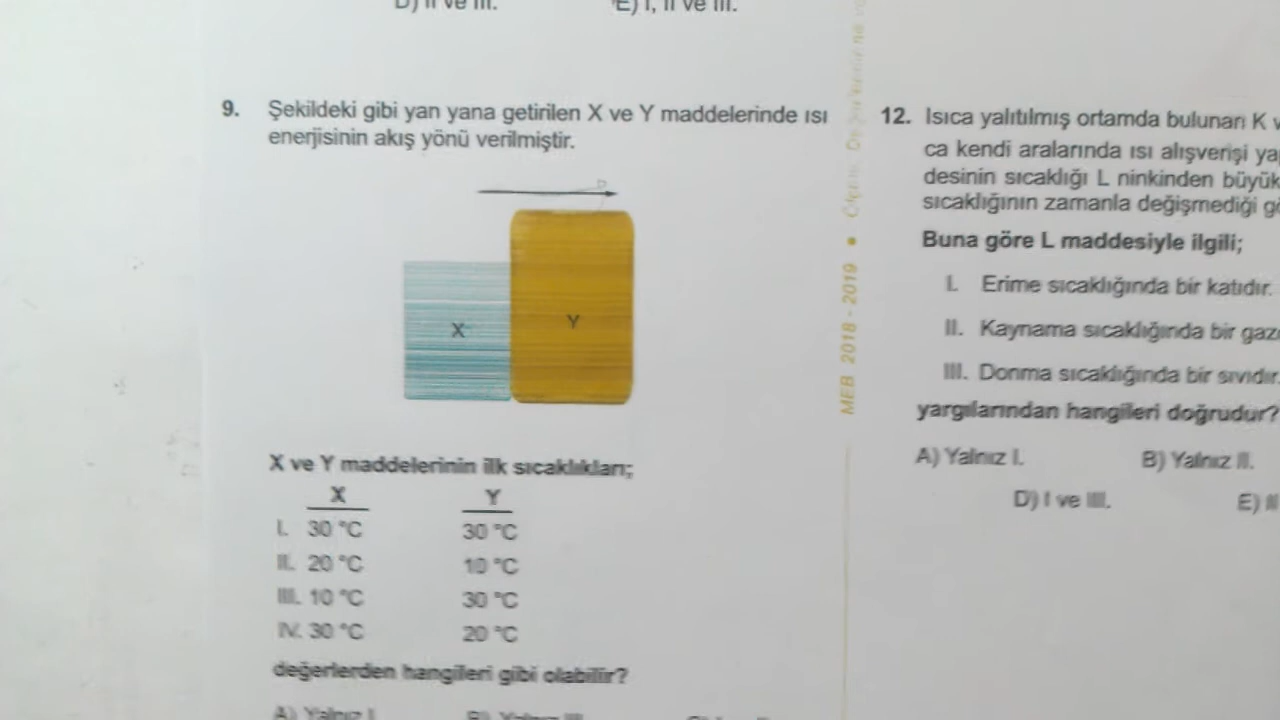 D) II ve III.
E) I, II ve III.
9. Şekildeki gibi yan yana getirilen X ve Y maddelerinde ısı
enerjisinin akış yönü verilmiştir.
X
Y
X ve Y maddelerinin ilk sıcaklıkları;
X Y
I. 30 °C 30 °C
II. 20 °C 10 °C
III. 10 °C 30 °C
IV. 30 °C 20 °C
değerlerden hangileri gibi olabilir?
A) Yalnız I
MEB 2018 - 2019 •
12. Isıca yalıtılmış ortamda bulunan K
ca kendi aralarında ısı alışverişi
desinin sıcaklığı L ninkinden büyük
sıcaklığının zamanla değişmediği
Buna göre L maddesiyle ilgili;
I. Erime sıcaklığında bir katıdır.
II. Kaynama sıcaklığında bir
III. Donma sıcaklığında bir sıvıdır.
yargılarından hangileri doğrudur?
A) Yalnız I.
B) Yalnız II.
D) I ve III.
E)